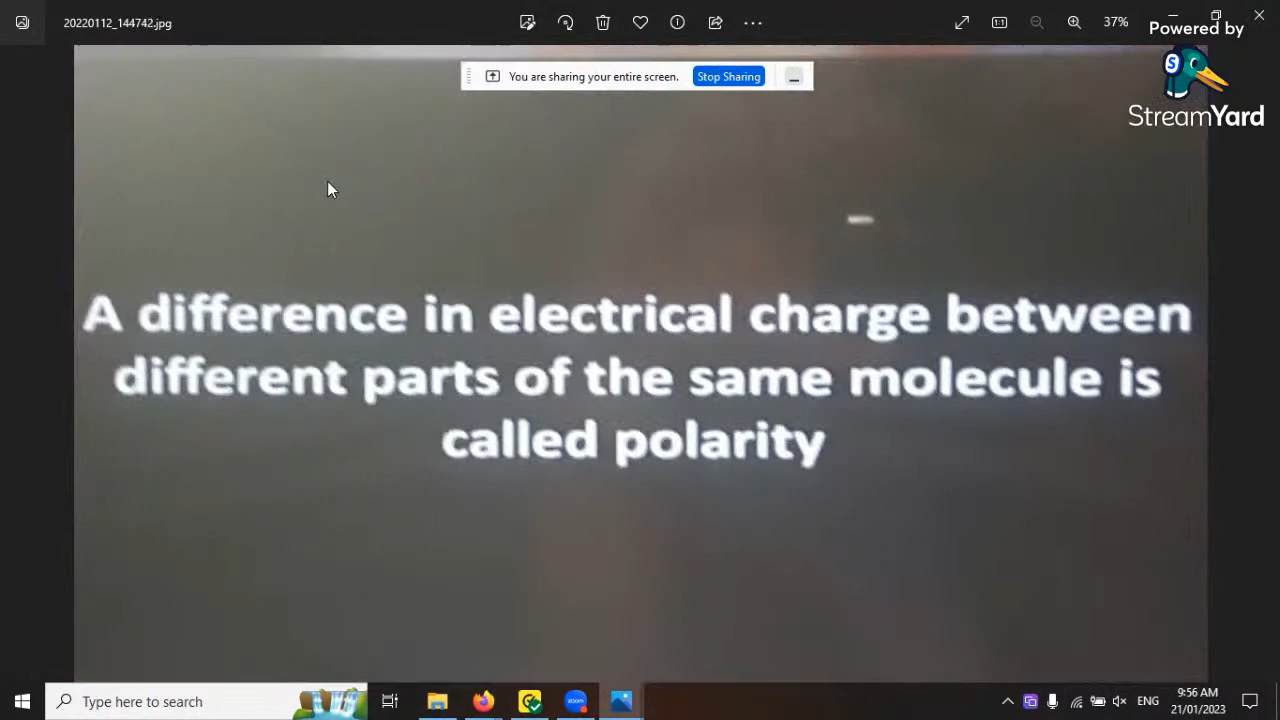 20220112_144742.jpg
37%
Powered by
S
StreamYard
You are sharing your entire screen.
Stop Sharing
A difference in electrical charge between
different parts of the same molecule is
called polarity
Type here to search
zoom
ENG
9:56 AM
21/01/2023